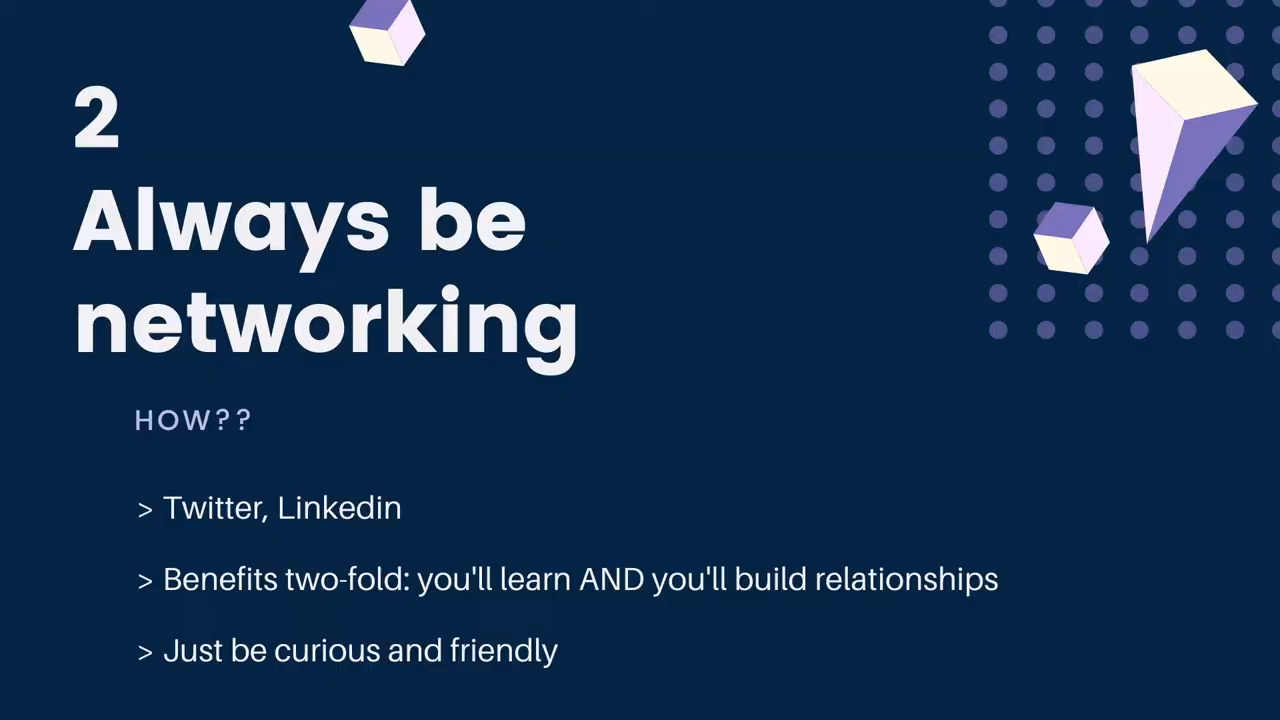 2
Always be
networking
HOW??
> Twitter, Linkedin
> Benefits two-fold: you'll learn AND you'll build relationships
> Just be curious and friendly